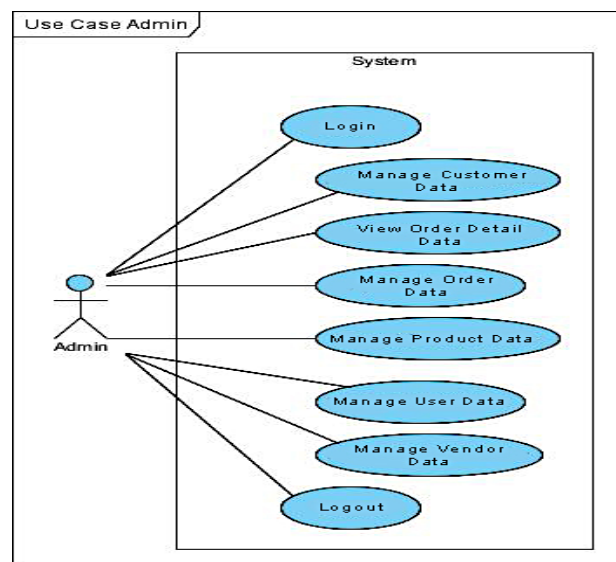 Use Case Admin
System
Login
Manage Customer
Data
View Order Detail
Data
Manage Order
Data
Admin
Manage Product Data
Manage User Data
Manage Vendor
Data
Logout